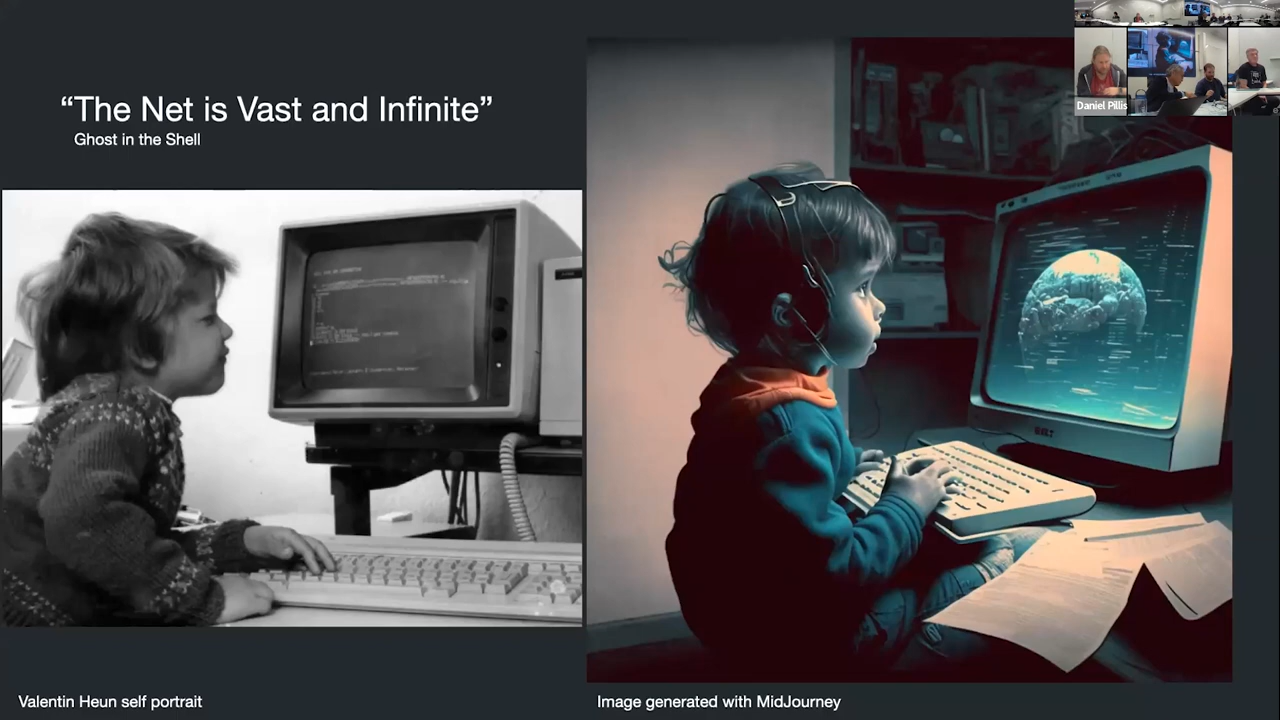 “The Net is Vast and Infinite”
Ghost in the Shell
Daniel Pillis
Valentin Heun self portrait
Image generated with MidJourney